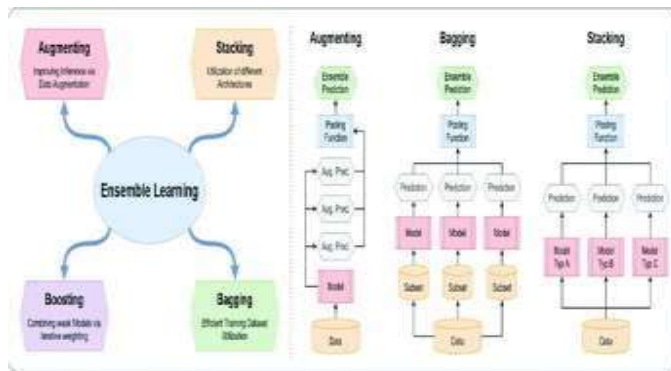 Augmenting
Improving Inference via
Data Augmentation
Stacking
Utilization of different
Architectures
Ensemble Learning
Boosting
Combining weak Models via
iterative weighting
Bagging
Efficient Training Dataset
Utilization
Augmenting
Ensemble
Prediction
Pooling
Function
Aug. Pred.
Aug. Pred.
Aug. Pred.
Model
Data
Bagging
Ensemble
Prediction
Pooling
Function
Prediction
Prediction
Prediction
Model
Model
Model
Subset
Subset
Subset
Data
Stacking
Ensemble
Prediction
Pooling
Function
Prediction
Prediction
Prediction
Model
Typ A
Model
Typ B
Model
Typ C
Data